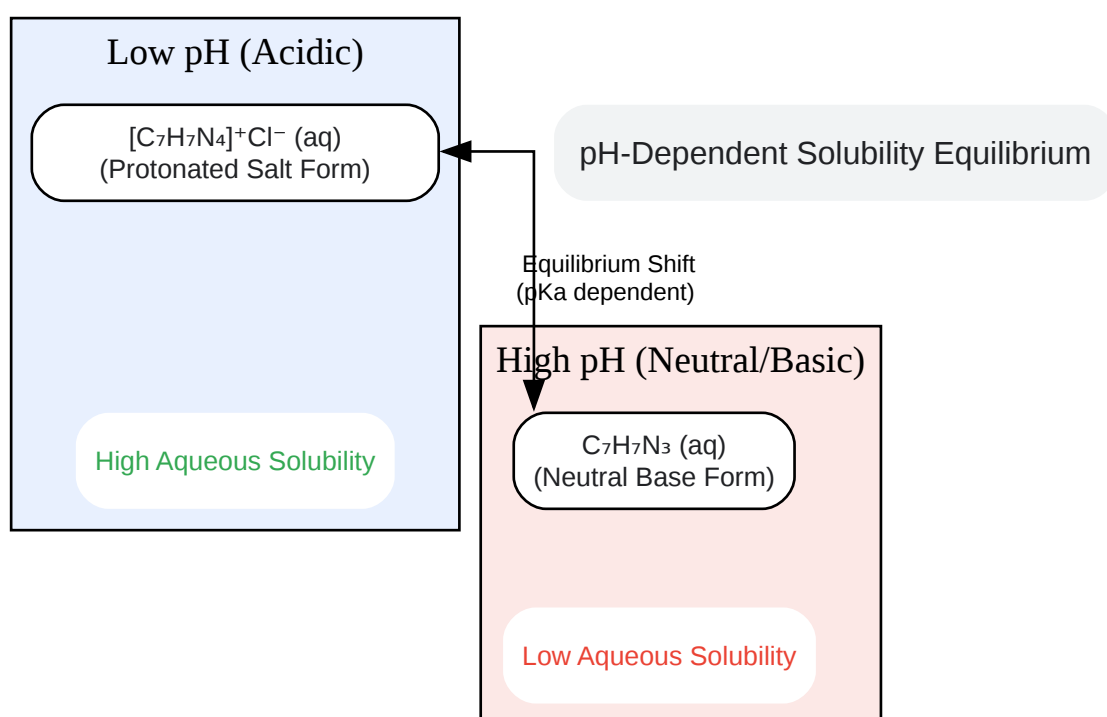 Low pH (Acidic)
[C₇H₇N₄]⁺Cl⁻ (aq)
(Protonated Salt Form)
High Aqueous Solubility
pH-Dependent Solubility Equilibrium
Equilibrium Shift
(pKa dependent)
High pH (Neutral/Basic)
C₇H₇N₃ (aq)
(Neutral Base Form)
Low Aqueous Solubility